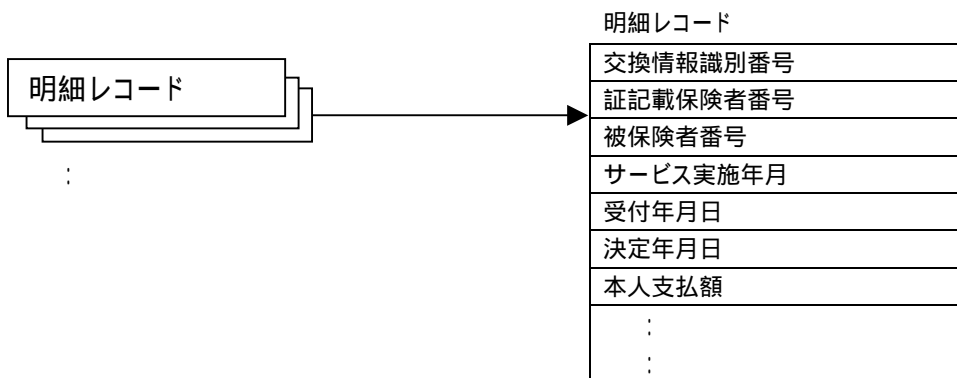 明細レコード
:
明細レコード
交換情報識別番号
証記載保険者番号
被保険者番号
サービス実施年月
受付年月日
決定年月日
本人支払額
:
: